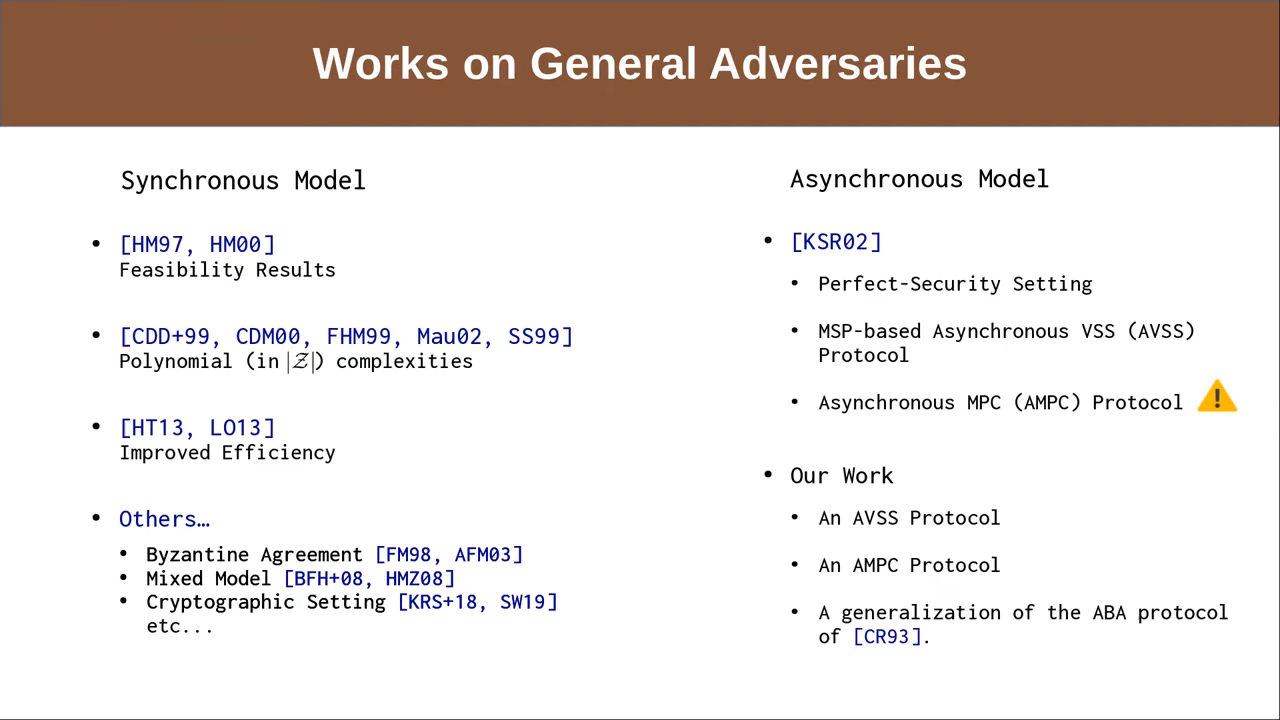 Works on General Adversaries
Synchronous Model
• [HM97, HM00]
Feasibility Results
• [CDD+99, CDM00, FHM99, Mau02, SS99]
Polynomial (in |𝒵|) complexities
• [HT13, LO13]
Improved Efficiency
• Others…
• Byzantine Agreement [FM98, AFM03]
• Mixed Model [BFH+08, HMZ08]
• Cryptographic Setting [KRS+18, SW19]
etc...
Asynchronous Model
• [KSR02]
• Perfect-Security Setting
• MSP-based Asynchronous VSS (AVSS)
Protocol
• Asynchronous MPC (AMPC) Protocol
• Our Work
• An AVSS Protocol
• An AMPC Protocol
• A generalization of the ABA protocol
of [CR93].